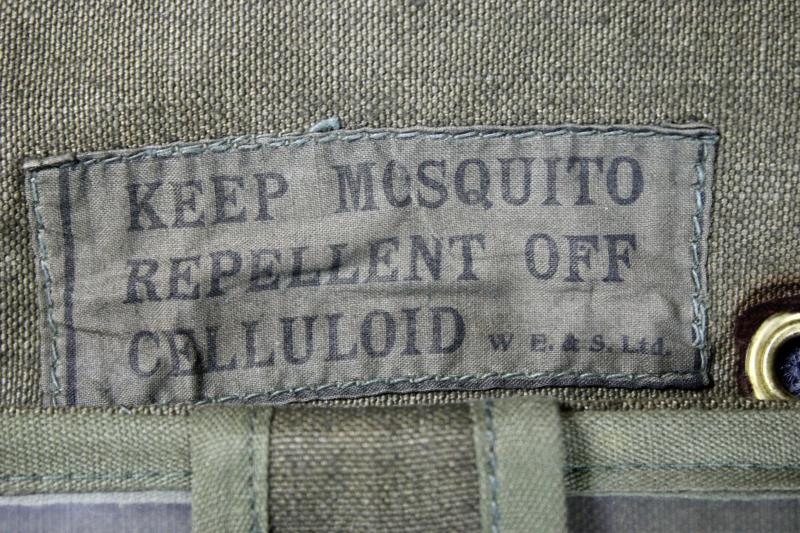 KEEP MOSQUITO
REPELLENT OFF
CELLULOID W E. & S. Ltd.